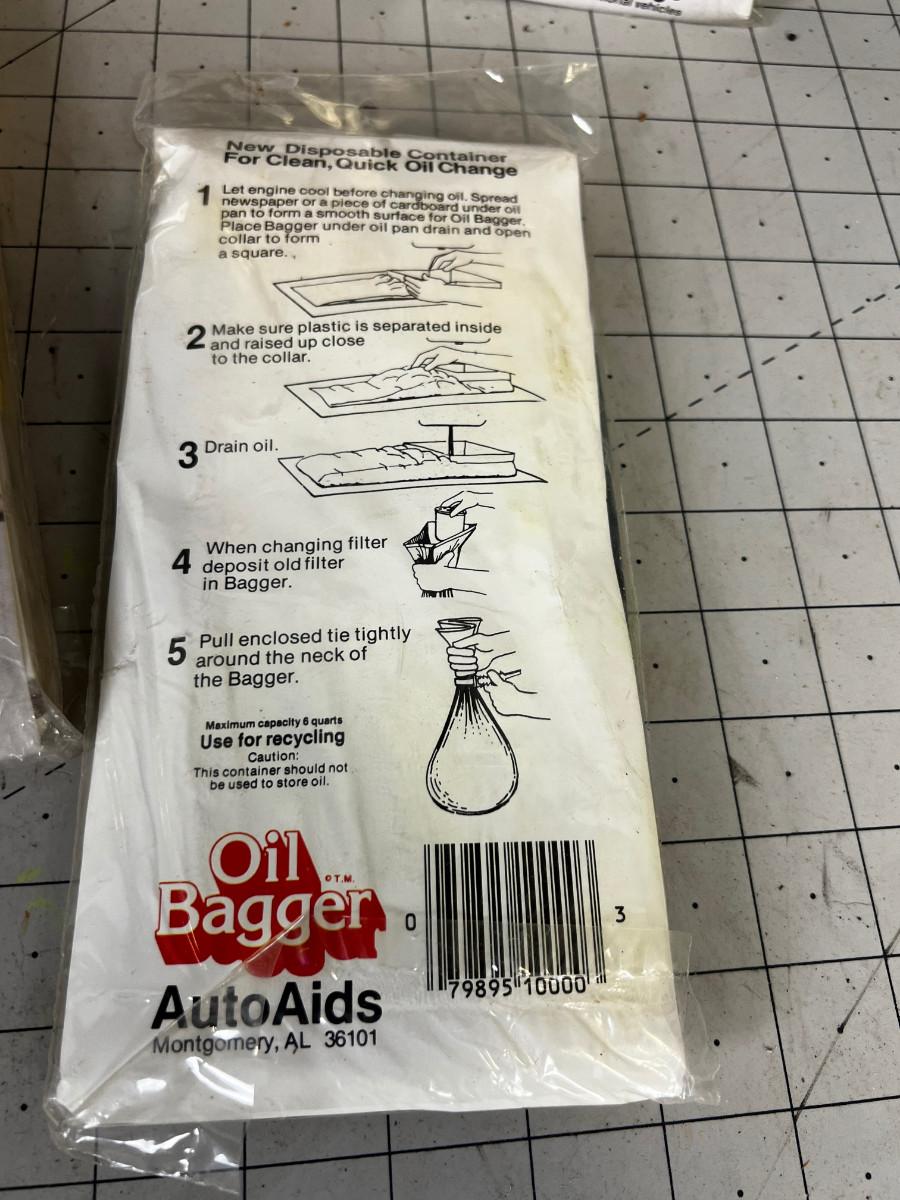 vehicles
New Disposable Container
For Clean, Quick Oil Change
1 Let engine cool before changing oil. Spread
newspaper or a piece of cardboard under oil
pan to form a smooth surface for Oil Bagger.
Place Bagger under oil pan drain and open
collar to form
a square.
2 Make sure plastic is separated inside
and raised up close
to the collar.
3 Drain oil.
4 When changing filter
deposit old filter
in Bagger.
5 Pull enclosed tie tightly
around the neck of
the Bagger.
Maximum capacity 6 quarts
Use for recycling
Caution:
This container should not
be used to store oil.
Oil
Bagger
© T.M.
AutoAids
Montgomery, AL 36101
0 79895 10000 3